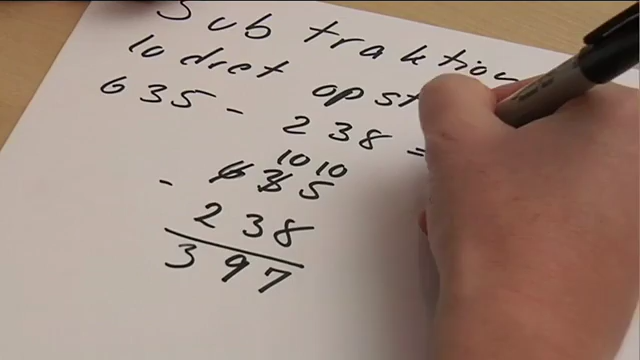 Subtraktion
lodret opst
635 - 238 =
10 10
- 635
238
397